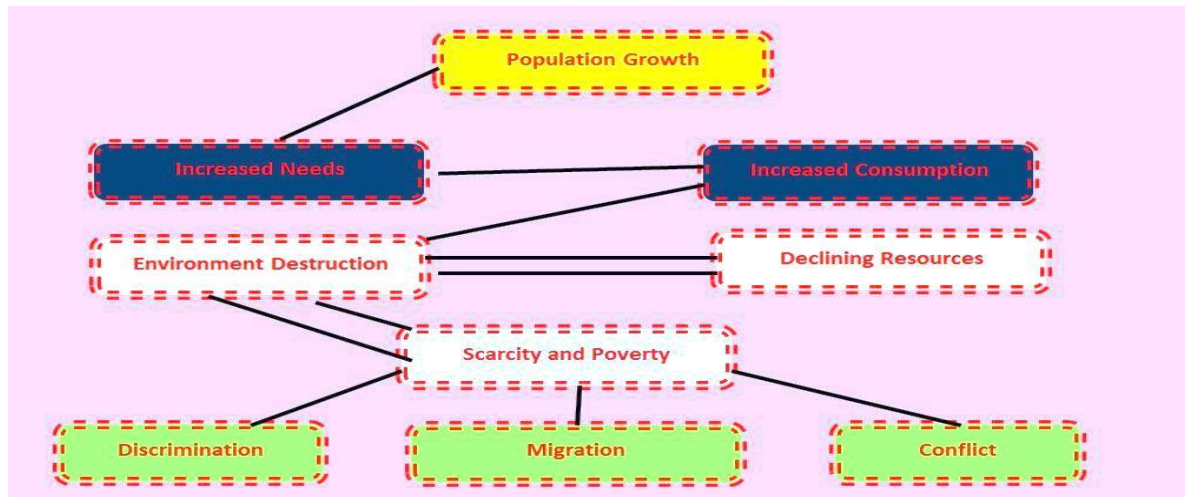 Population Growth
Increased Needs
Increased Consumption
Environment Destruction
Declining Resources
Scarcity and Poverty
Discrimination
Migration
Conflict